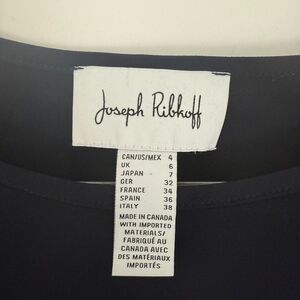 Joseph Ribkoff
CAN/US/MEX 4
UK 6
JAPAN 7
GER 32
FRANCE 34
SPAIN 36
ITALY 38
MADE IN CANADA
WITH IMPORTED
MATERIALS/
FABRIQUÉ AU
CANADA AVEC
DES MATÉRIAUX
IMPORTÉS